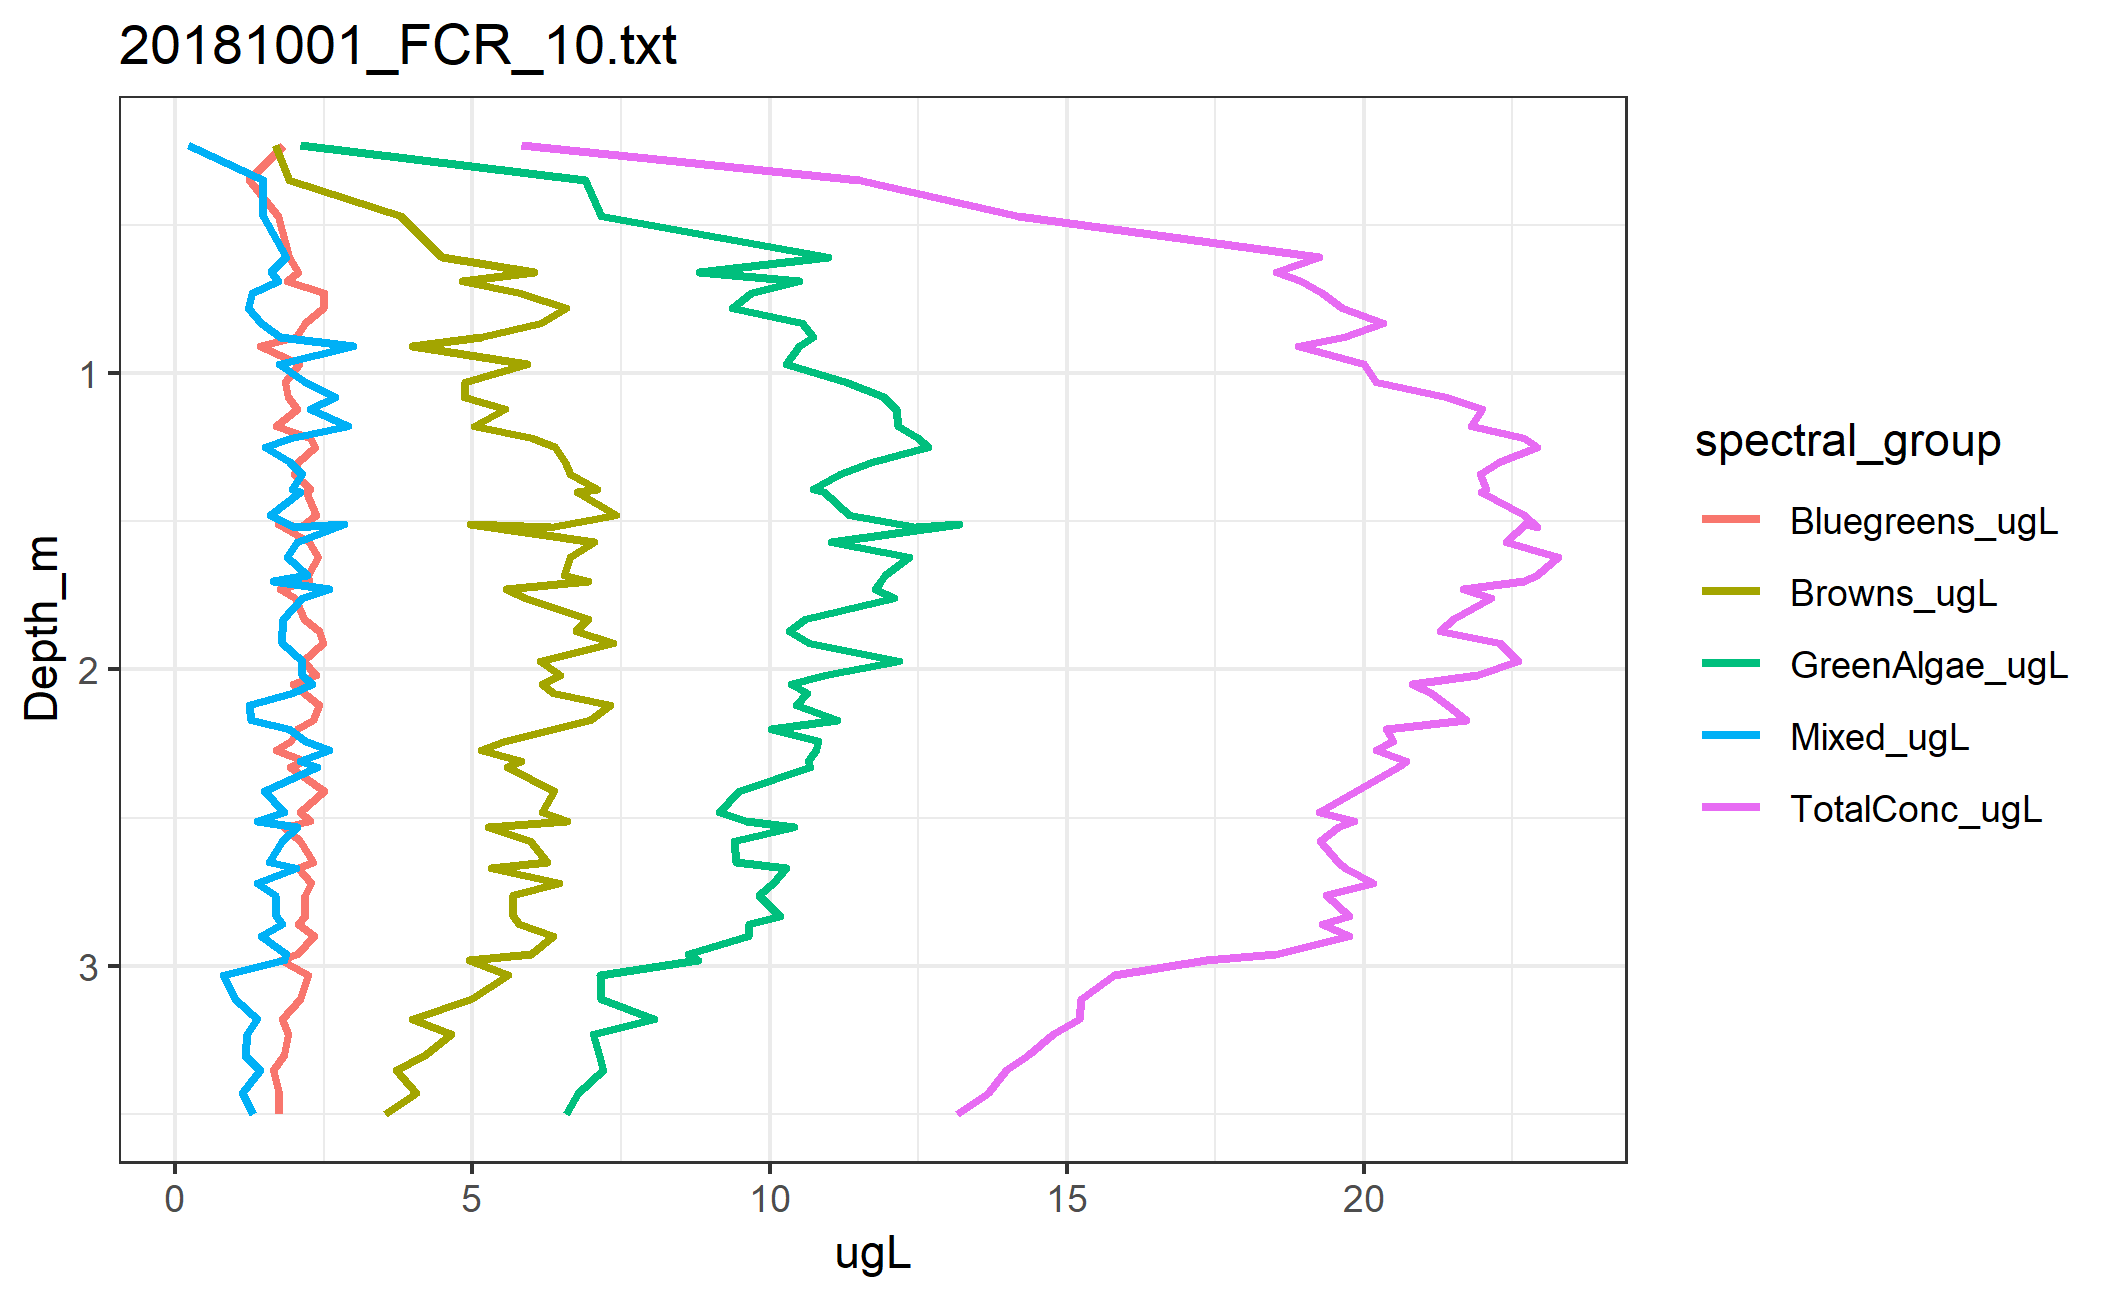 20181001_FCR_10.txt
Depth_m
1
2
3
0 5 10 15 20
ugL
spectral_group
Bluegreens_ugL
Browns_ugL
GreenAlgae_ugL
Mixed_ugL
TotalConc_ugL